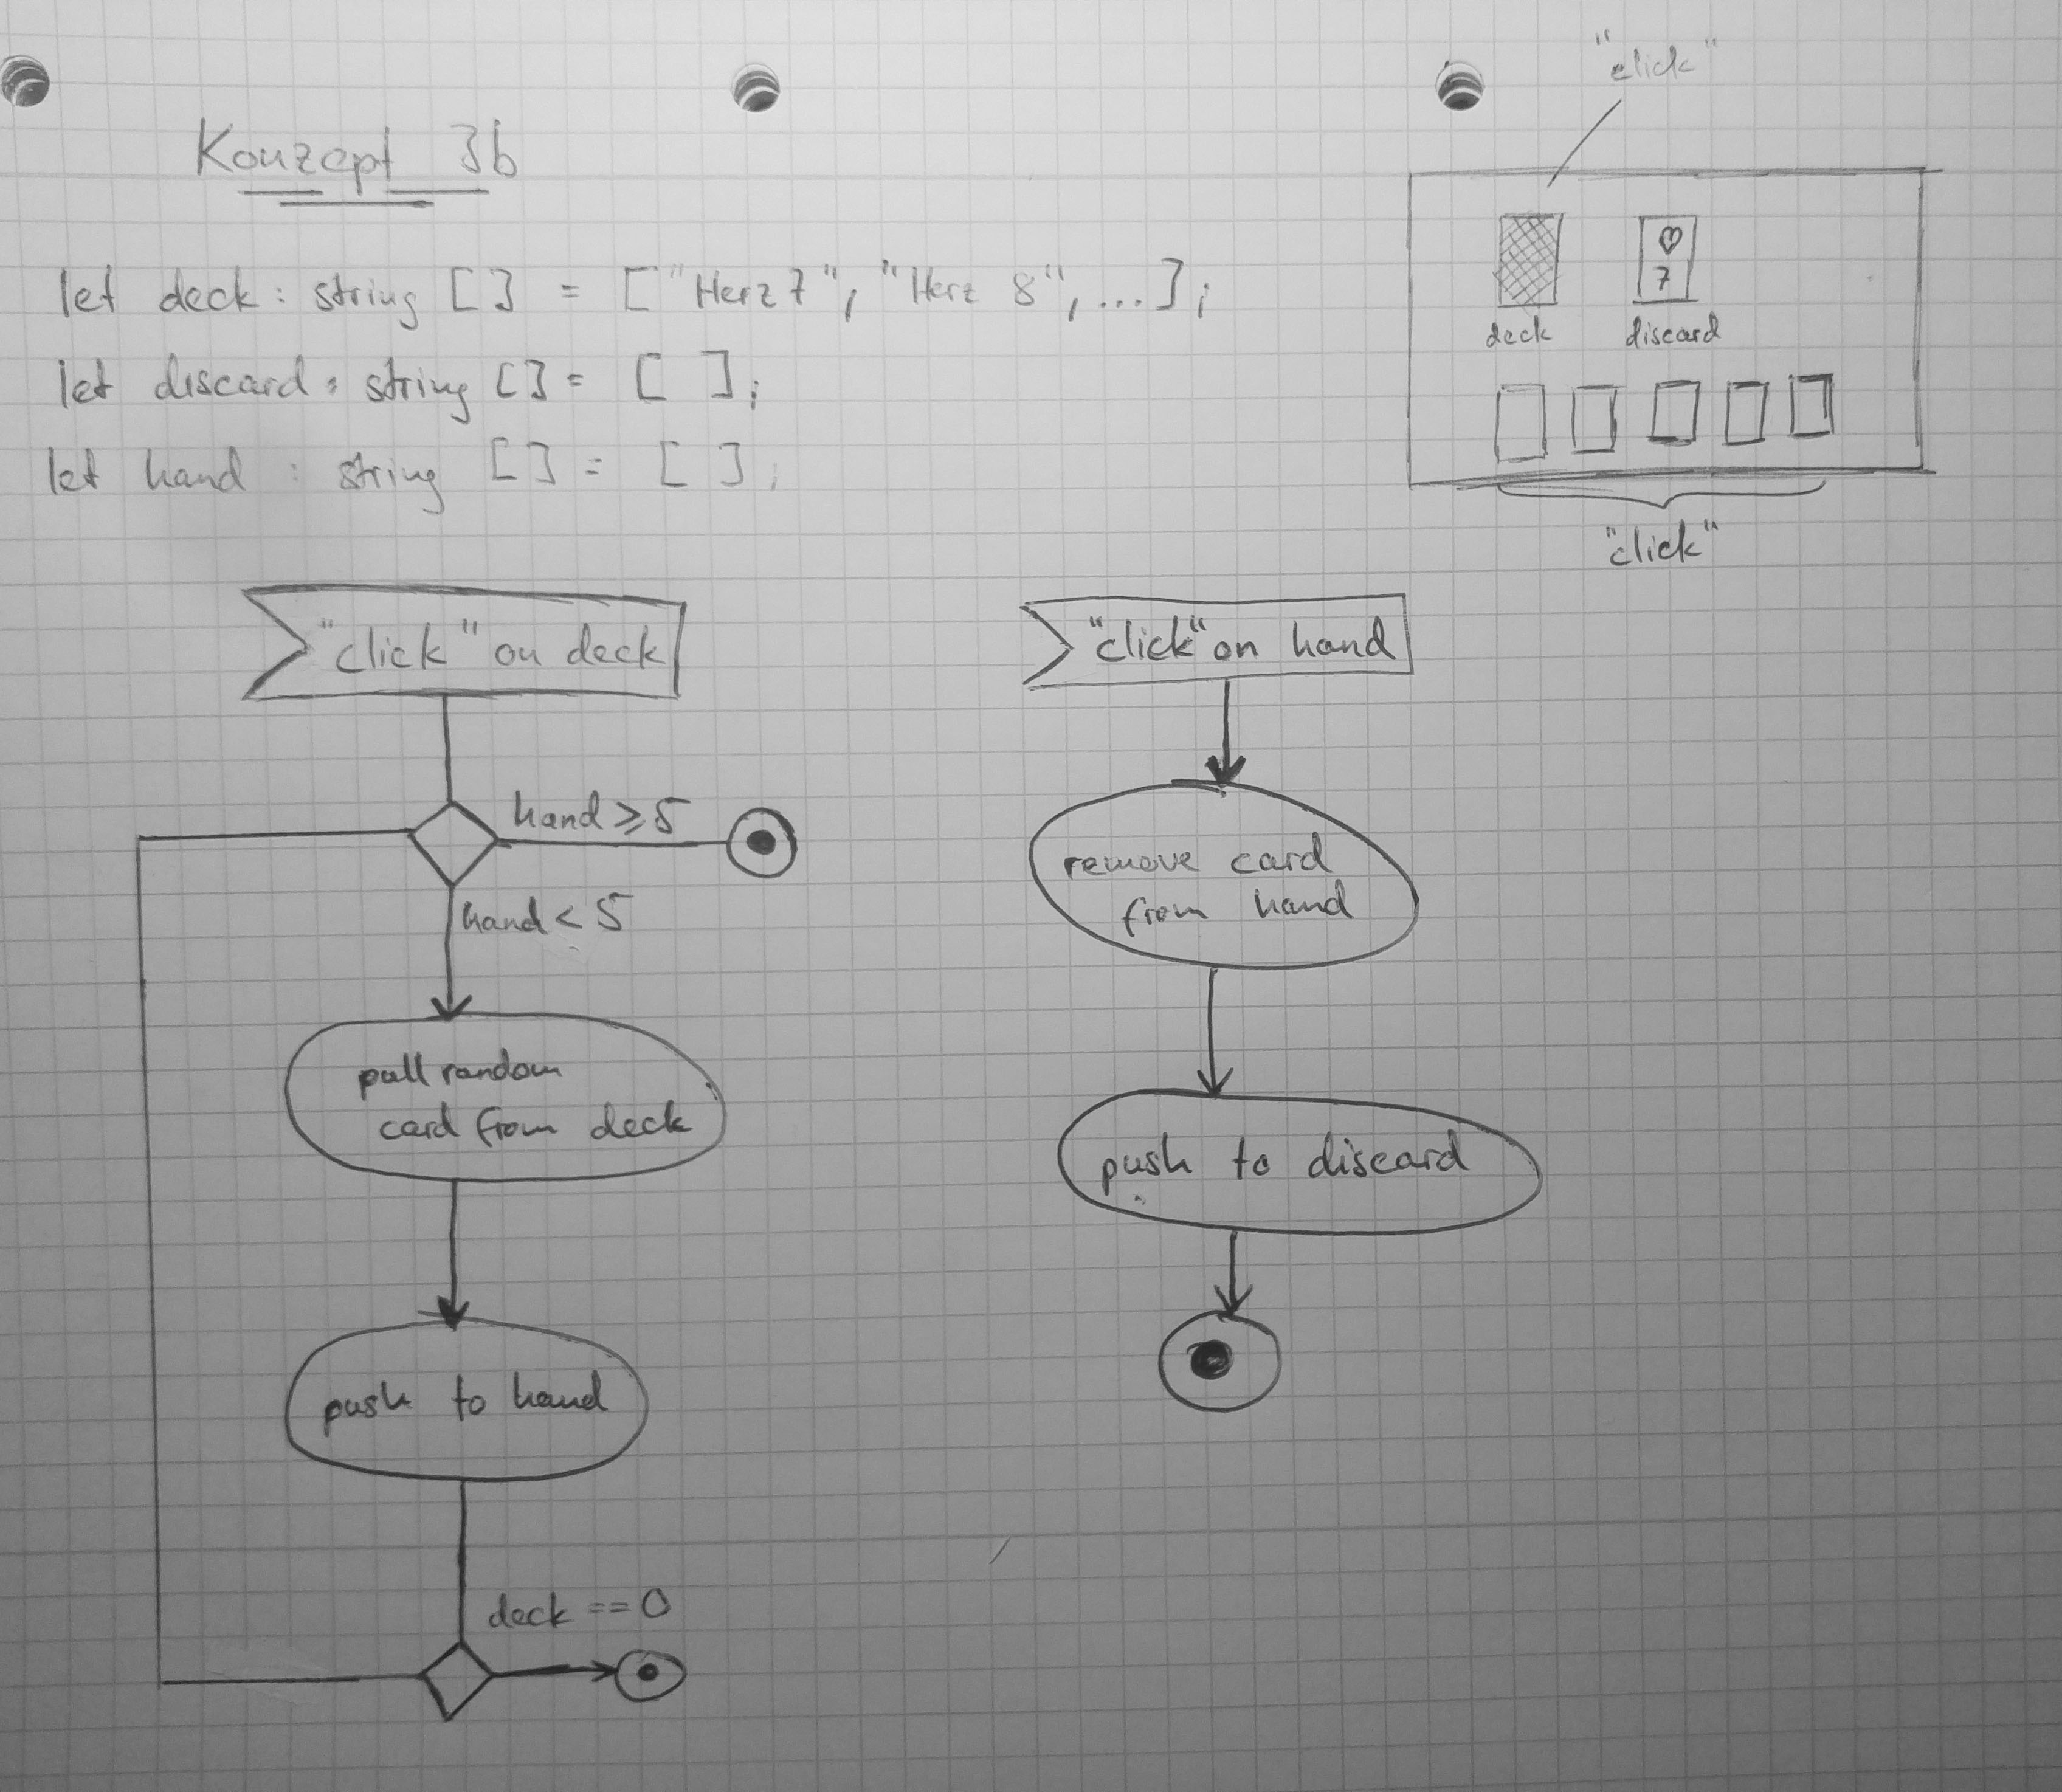 Konzept 3b
let deck: string [] = ["Herz 7", "Herz 8", ...];
let discard: string [] = [ ];
let hand : string [] = [ ];
"click"
♡
7
deck discard
"click"
"click" on deck
hand ≥ 5
hand < 5
pull random
card from deck
push to hand
deck == 0
"click" on hand
remove card
from hand
push to discard